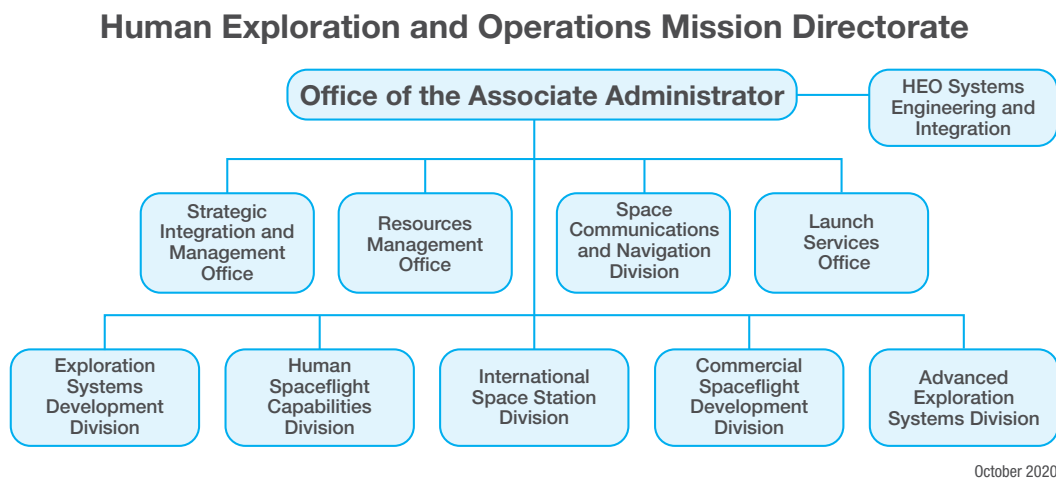 Human Exploration and Operations Mission Directorate
Office of the Associate Administrator
HEO Systems
Engineering and
Integration
Strategic
Integration and
Management
Office
Resources
Management
Office
Space
Communications
and Navigation
Division
Launch
Services
Office
Exploration
Systems
Development
Division
Human
Spaceflight
Capabilities
Division
International
Space Station
Division
Commercial
Spaceflight
Development
Division
Advanced
Exploration
Systems Division
October 2020